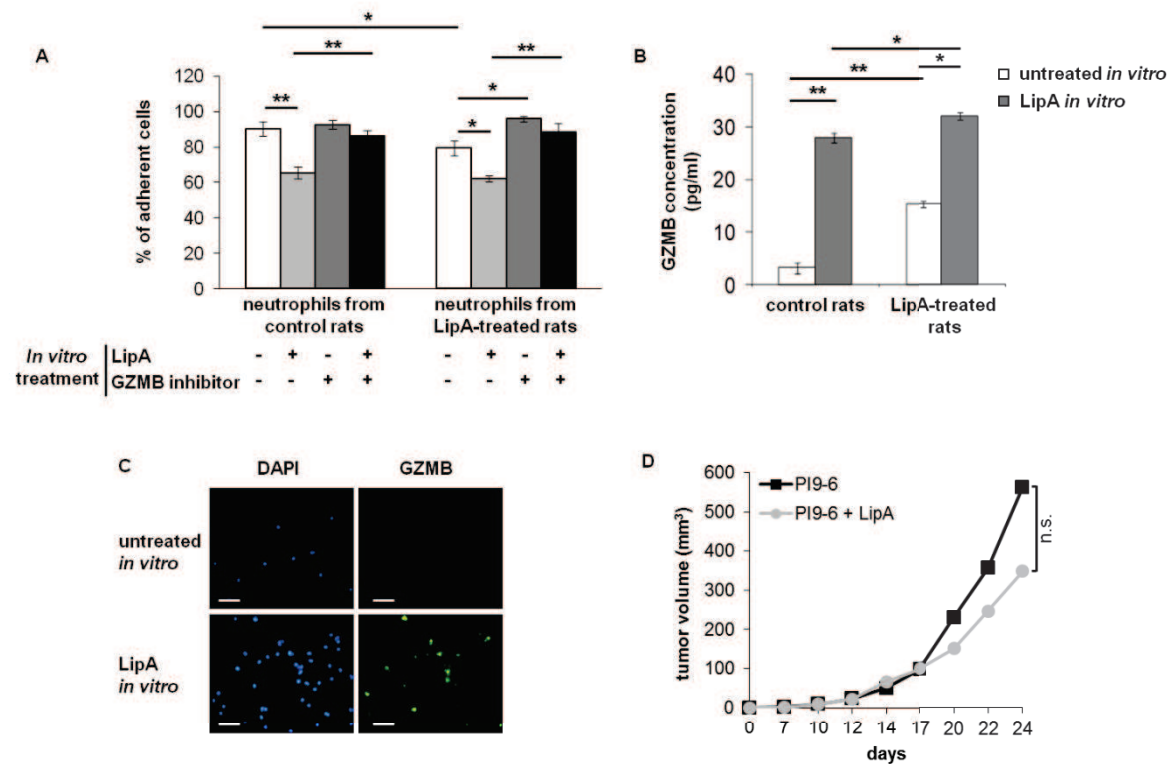 A
*
**
**
**
*
*
120
100
80
60
40
20
0
% of adherent cells
neutrophils from
control rats
neutrophils from
LipA-treated rats
In vitro
treatment
LipA
- + - + - + - +
GZMB inhibitor
- - + + - - + +
B
*
**
*
**
40
30
20
10
0
GZMB concentration
(pg/ml)
control rats
LipA-treated
rats
untreated in vitro
LipA in vitro
C
DAPI GZMB
untreated
in vitro
LipA
in vitro
D
PI9-6
PI9-6 + LipA
600
500
400
300
200
100
0
tumor volume (mm³)
n.s.
0 7 10 12 14 17 20 22 24
days